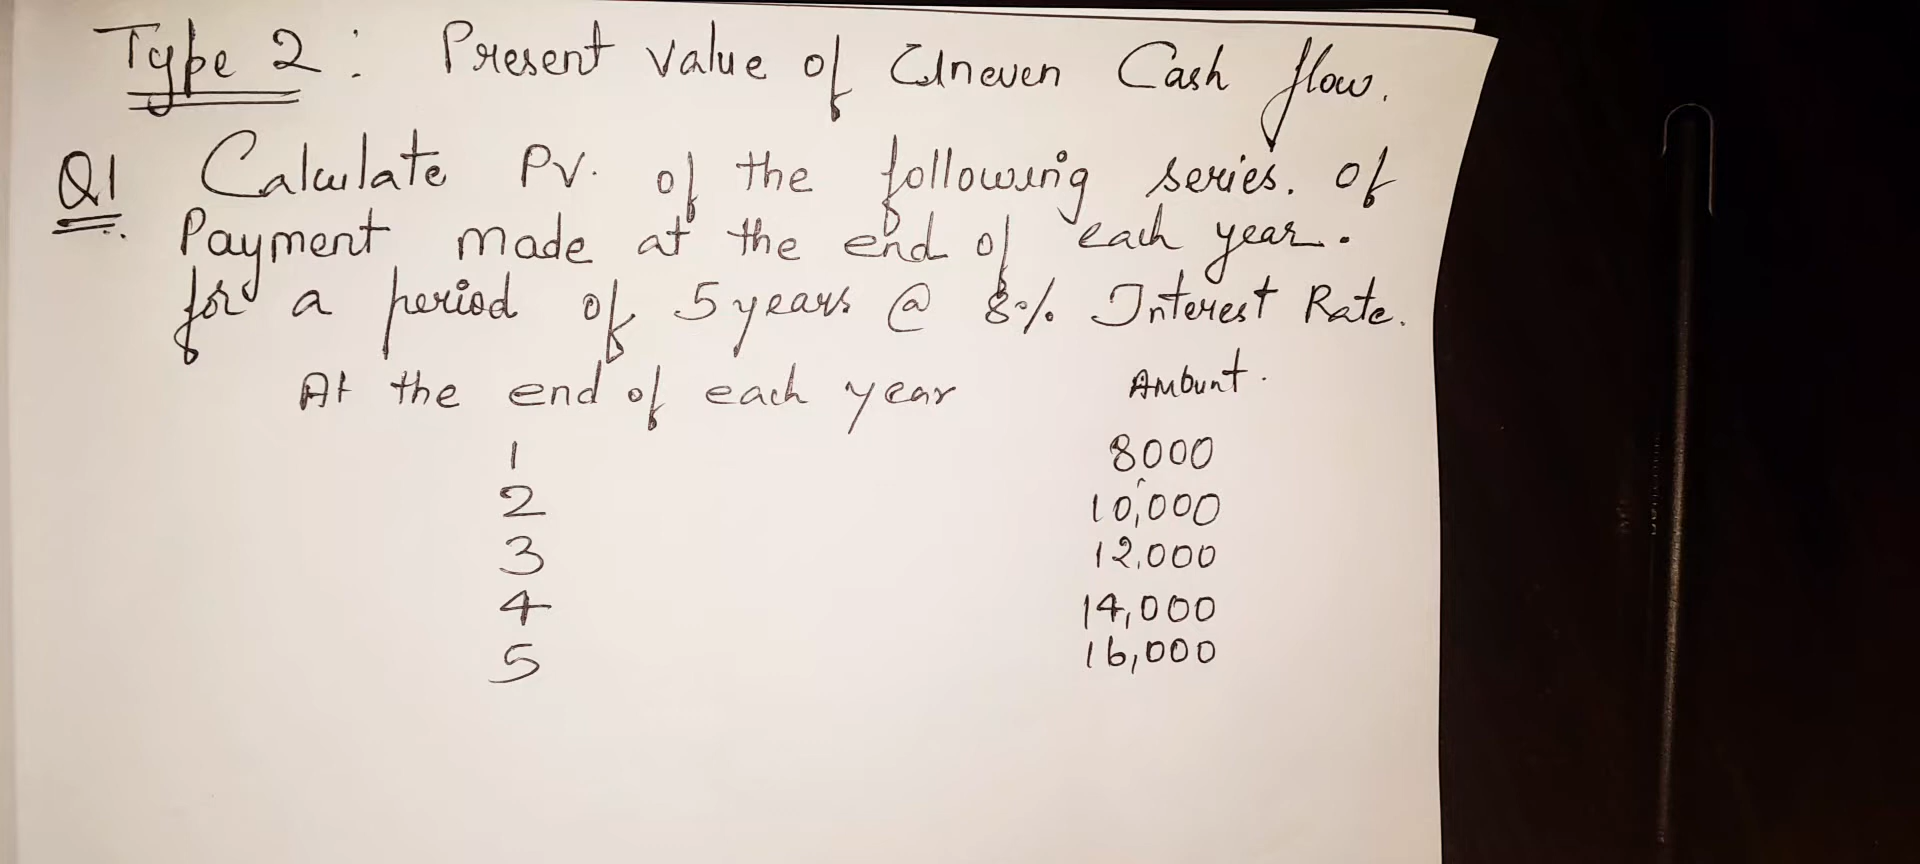 Type 2: Present Value of Uneven Cash flow.
Q1 Calculate PV. of the following series. of
Payment made at the end of each year.
for a period of 5 years @ 8% Interest Rate.
At the end of each year Amount.
1 8000
2 10,000
3 12,000
4 14,000
5 16,000